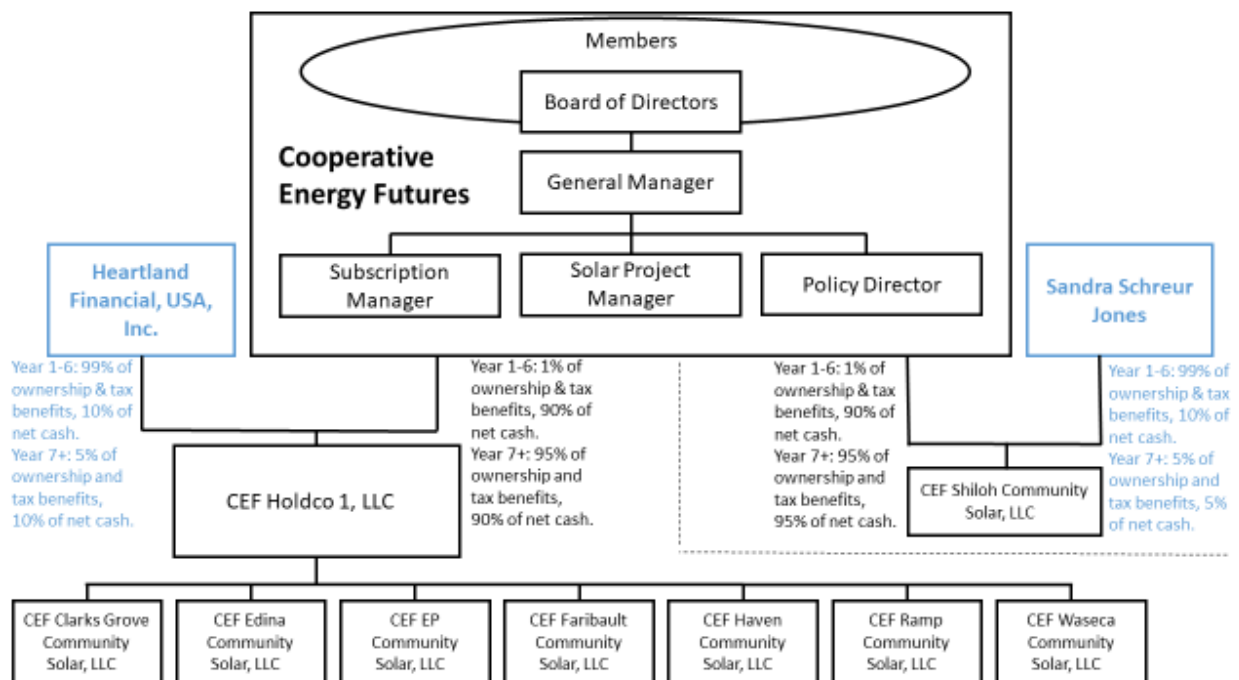 Members
Board of Directors
Cooperative
Energy Futures
General Manager
Subscription
Manager
Solar Project
Manager
Policy Director
Heartland
Financial, USA,
Inc.
Sandra Schreur
Jones
Year 1-6: 99% of
ownership & tax
benefits, 10% of
net cash.
Year 7+: 5% of
ownership and
tax benefits,
10% of net cash.
Year 1-6: 1% of
ownership & tax
benefits, 90% of
net cash.
Year 7+: 95% of
ownership and
tax benefits,
90% of net cash.
Year 1-6: 1% of
ownership & tax
benefits, 90% of
net cash.
Year 7+: 95% of
ownership and
tax benefits,
95% of net cash.
Year 1-6: 99% of
ownership & tax
benefits, 10% of
net cash.
Year 7+: 5% of
ownership and
tax benefits, 5%
of net cash.
CEF Holdco 1, LLC
CEF Shiloh Community
Solar, LLC
CEF Clarks Grove
Community
Solar, LLC
CEF Edina
Community
Solar, LLC
CEF EP
Community
Solar, LLC
CEF Faribault
Community
Solar, LLC
CEF Haven
Community
Solar, LLC
CEF Ramp
Community
Solar, LLC
CEF Waseca
Community
Solar, LLC